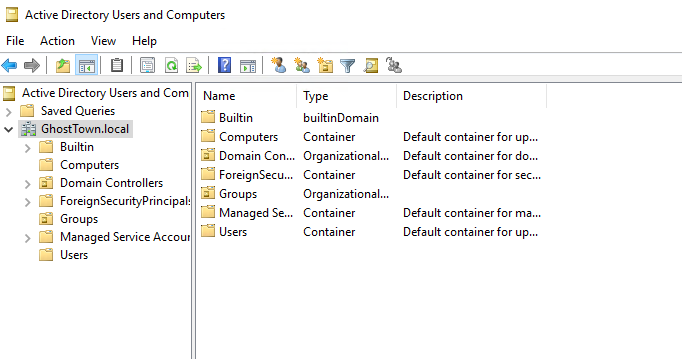 Active Directory Users and Computers
File Action View Help
Active Directory Users and Com
Saved Queries
GhostTown.local
Builtin
Computers
Domain Controllers
ForeignSecurityPrincipals
Groups
Managed Service Accour
Users
Name Type Description
Builtin builtinDomain
Computers Container Default container for up...
Domain Con... Organizational... Default container for do...
ForeignSecu... Container Default container for sec...
Groups Organizational...
Managed Se... Container Default container for ma...
Users Container Default container for up...